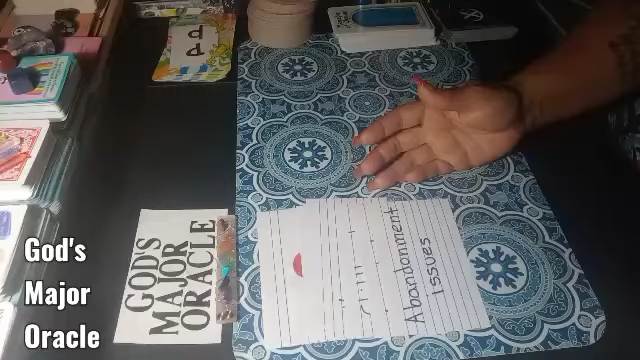 God's
Major
Oracle
GOD'S
MAJOR
ORACLE
Abandonment
Issues